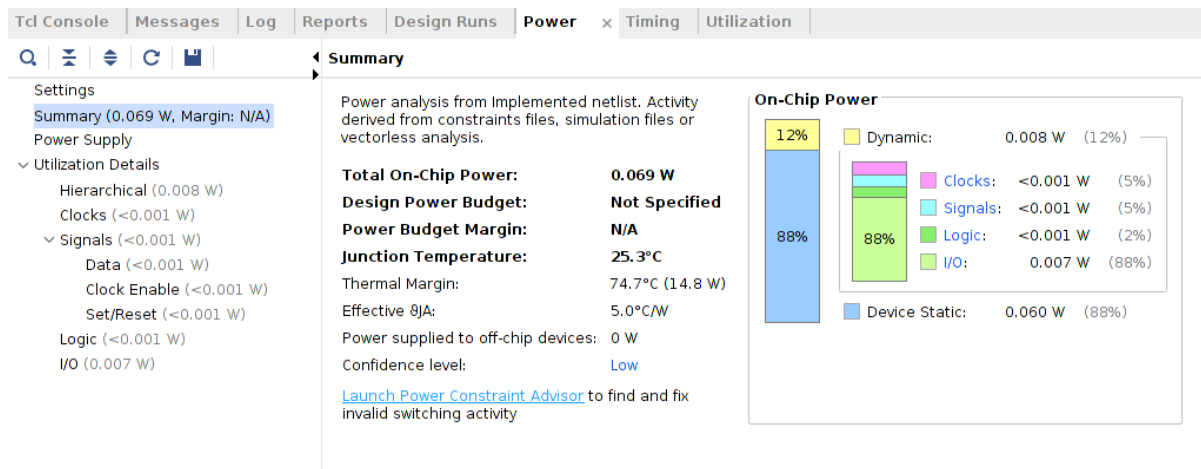 Tcl Console Messages Log Reports Design Runs Power × Timing Utilization
Summary
Settings
Summary (0.069 W, Margin: N/A)
Power Supply
Utilization Details
Hierarchical (0.008 W)
Clocks (<0.001 W)
Signals (<0.001 W)
Data (<0.001 W)
Clock Enable (<0.001 W)
Set/Reset (<0.001 W)
Logic (<0.001 W)
I/O (0.007 W)
Power analysis from Implemented netlist. Activity
derived from constraints files, simulation files or
vectorless analysis.
Total On-Chip Power: 0.069 W
Design Power Budget: Not Specified
Power Budget Margin: N/A
Junction Temperature: 25.3°C
Thermal Margin: 74.7°C (14.8 W)
Effective ϑJA: 5.0°C/W
Power supplied to off-chip devices: 0 W
Confidence level: Low
Launch Power Constraint Advisor to find and fix
invalid switching activity
On-Chip Power
12%
88%
Dynamic: 0.008 W (12%)
88%
Clocks: <0.001 W (5%)
Signals: <0.001 W (5%)
Logic: <0.001 W (2%)
I/O: 0.007 W (88%)
Device Static: 0.060 W (88%)